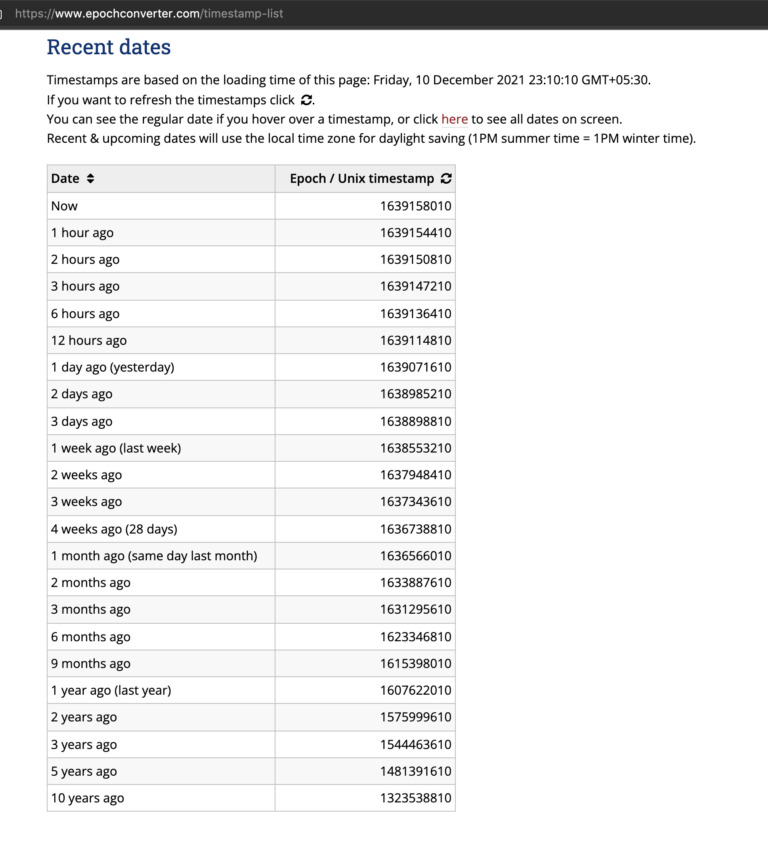 https://www.epochconverter.com/timestamp-list
Recent dates
Timestamps are based on the loading time of this page: Friday, 10 December 2021 23:10:10 GMT+05:30.
If you want to refresh the timestamps click .
You can see the regular date if you hover over a timestamp, or click here to see all dates on screen.
Recent & upcoming dates will use the local time zone for daylight saving (1PM summer time = 1PM winter time).
Date Epoch / Unix timestamp
Now 1639158010
1 hour ago 1639154410
2 hours ago 1639150810
3 hours ago 1639147210
6 hours ago 1639136410
12 hours ago 1639114810
1 day ago (yesterday) 1639071610
2 days ago 1638985210
3 days ago 1638898810
1 week ago (last week) 1638553210
2 weeks ago 1637948410
3 weeks ago 1637343610
4 weeks ago (28 days) 1636738810
1 month ago (same day last month) 1636566010
2 months ago 1633887610
3 months ago 1631295610
6 months ago 1623346810
9 months ago 1615398010
1 year ago (last year) 1607622010
2 years ago 1575999610
3 years ago 1544463610
5 years ago 1481391610
10 years ago 1323538810